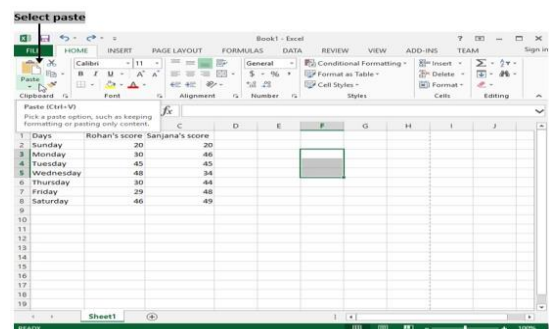 Select paste
Book1 - Excel
FILE HOME INSERT PAGE LAYOUT FORMULAS DATA REVIEW VIEW ADD-INS TEAM Sign in
Calibri 11 General Conditional Formatting Insert
Paste B I U A A $ % , Format as Table Delete
Cell Styles Format
Clipboard Font Alignment Number Styles Cells Editing
Paste (Ctrl+V)
Pick a paste option, such as keeping
formatting or pasting only content.
fx
C D E F G H I J
1 Days Rohan's score Sanjana's score
2 Sunday 20 20
3 Monday 30 46
4 Tuesday 45 45
5 Wednesday 48 34
6 Thursday 30 44
7 Friday 29 48
8 Saturday 46 49
9
10
11
12
13
14
15
16
17
18
19
Sheet1
READY 100%